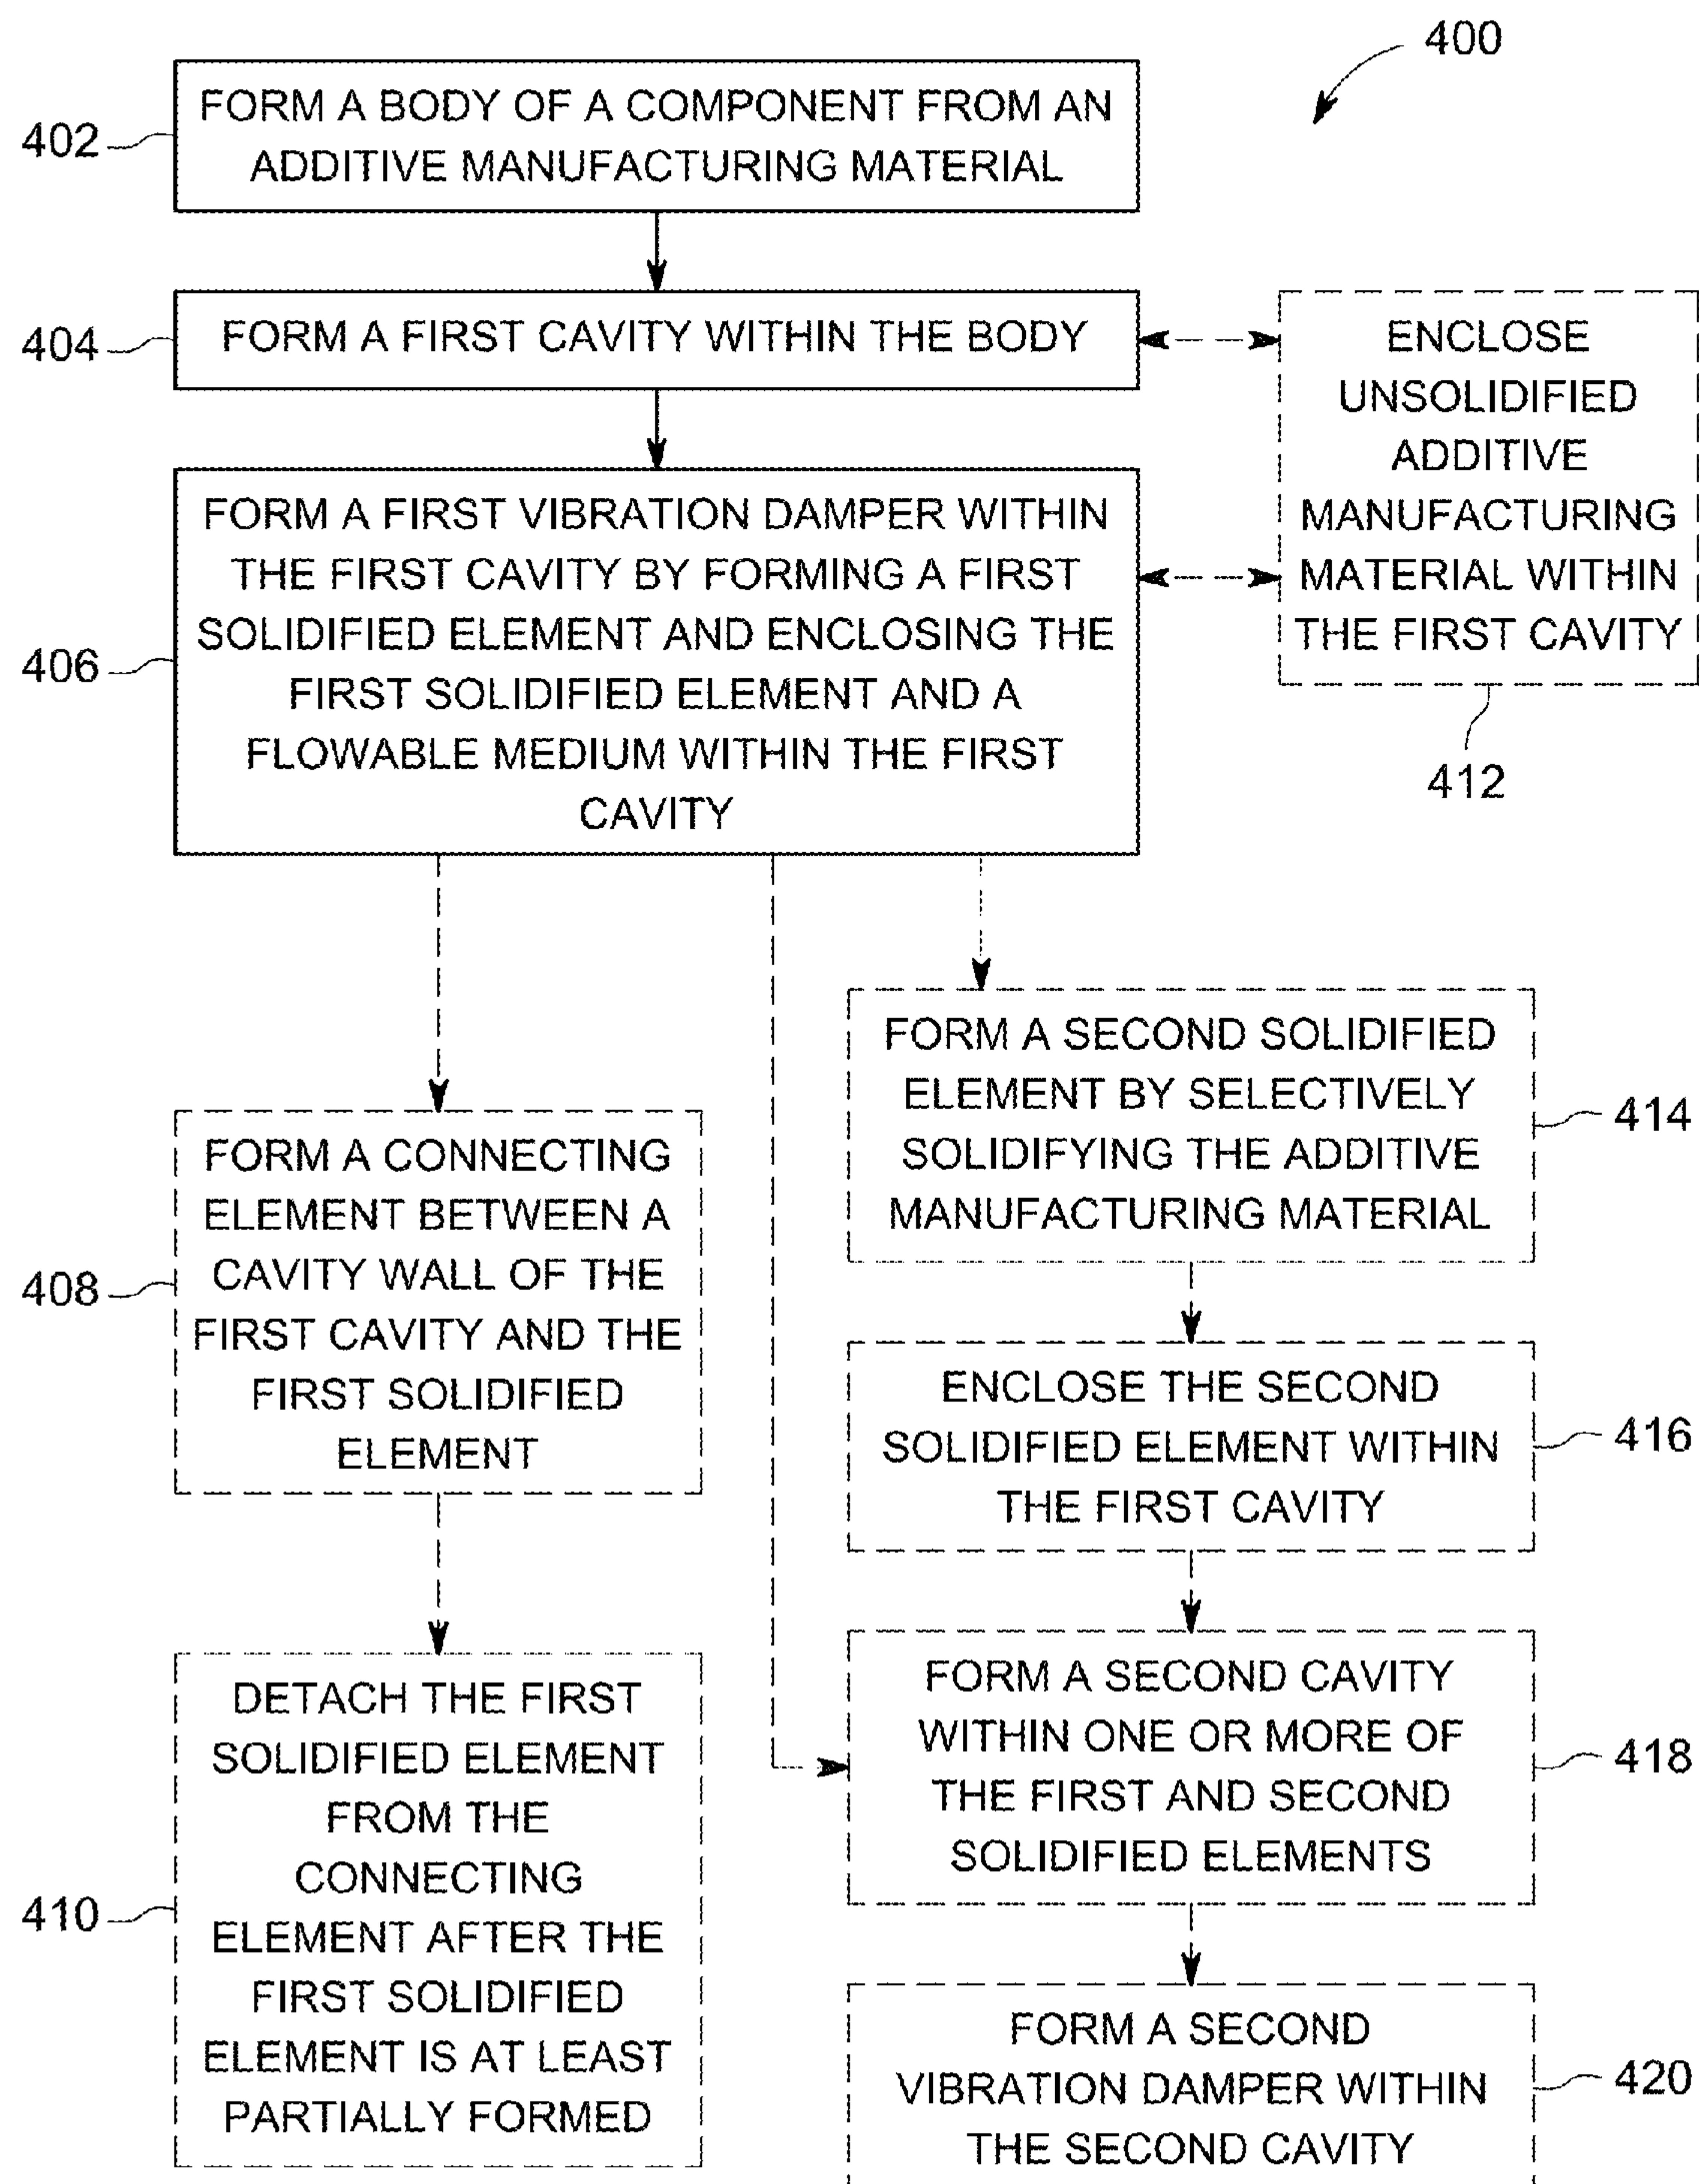 400
402
FORM A BODY OF A COMPONENT FROM AN
ADDITIVE MANUFACTURING MATERIAL
404
FORM A FIRST CAVITY WITHIN THE BODY
ENCLOSE
UNSOLIDIFIED
ADDITIVE
MANUFACTURING
MATERIAL WITHIN
THE FIRST CAVITY
412
406
FORM A FIRST VIBRATION DAMPER WITHIN
THE FIRST CAVITY BY FORMING A FIRST
SOLIDIFIED ELEMENT AND ENCLOSING THE
FIRST SOLIDIFIED ELEMENT AND A
FLOWABLE MEDIUM WITHIN THE FIRST
CAVITY
408
FORM A CONNECTING
ELEMENT BETWEEN A
CAVITY WALL OF THE
FIRST CAVITY AND THE
FIRST SOLIDIFIED
ELEMENT
410
DETACH THE FIRST
SOLIDIFIED ELEMENT
FROM THE
CONNECTING
ELEMENT AFTER THE
FIRST SOLIDIFIED
ELEMENT IS AT LEAST
PARTIALLY FORMED
FORM A SECOND SOLIDIFIED
ELEMENT BY SELECTIVELY
SOLIDIFYING THE ADDITIVE
MANUFACTURING MATERIAL
414
ENCLOSE THE SECOND
SOLIDIFIED ELEMENT WITHIN
THE FIRST CAVITY
416
FORM A SECOND CAVITY
WITHIN ONE OR MORE OF
THE FIRST AND SECOND
SOLIDIFIED ELEMENTS
418
FORM A SECOND
VIBRATION DAMPER WITHIN
THE SECOND CAVITY
420